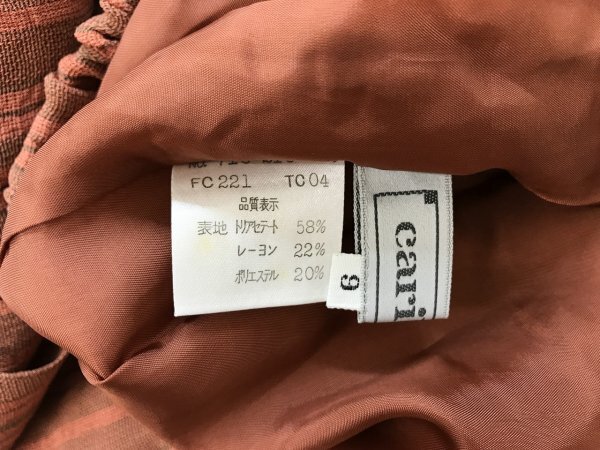 FC221 TC04
品質表示
表地 トリアセテート 58%
レーヨン 22%
ポリエステル 20%
9
cari